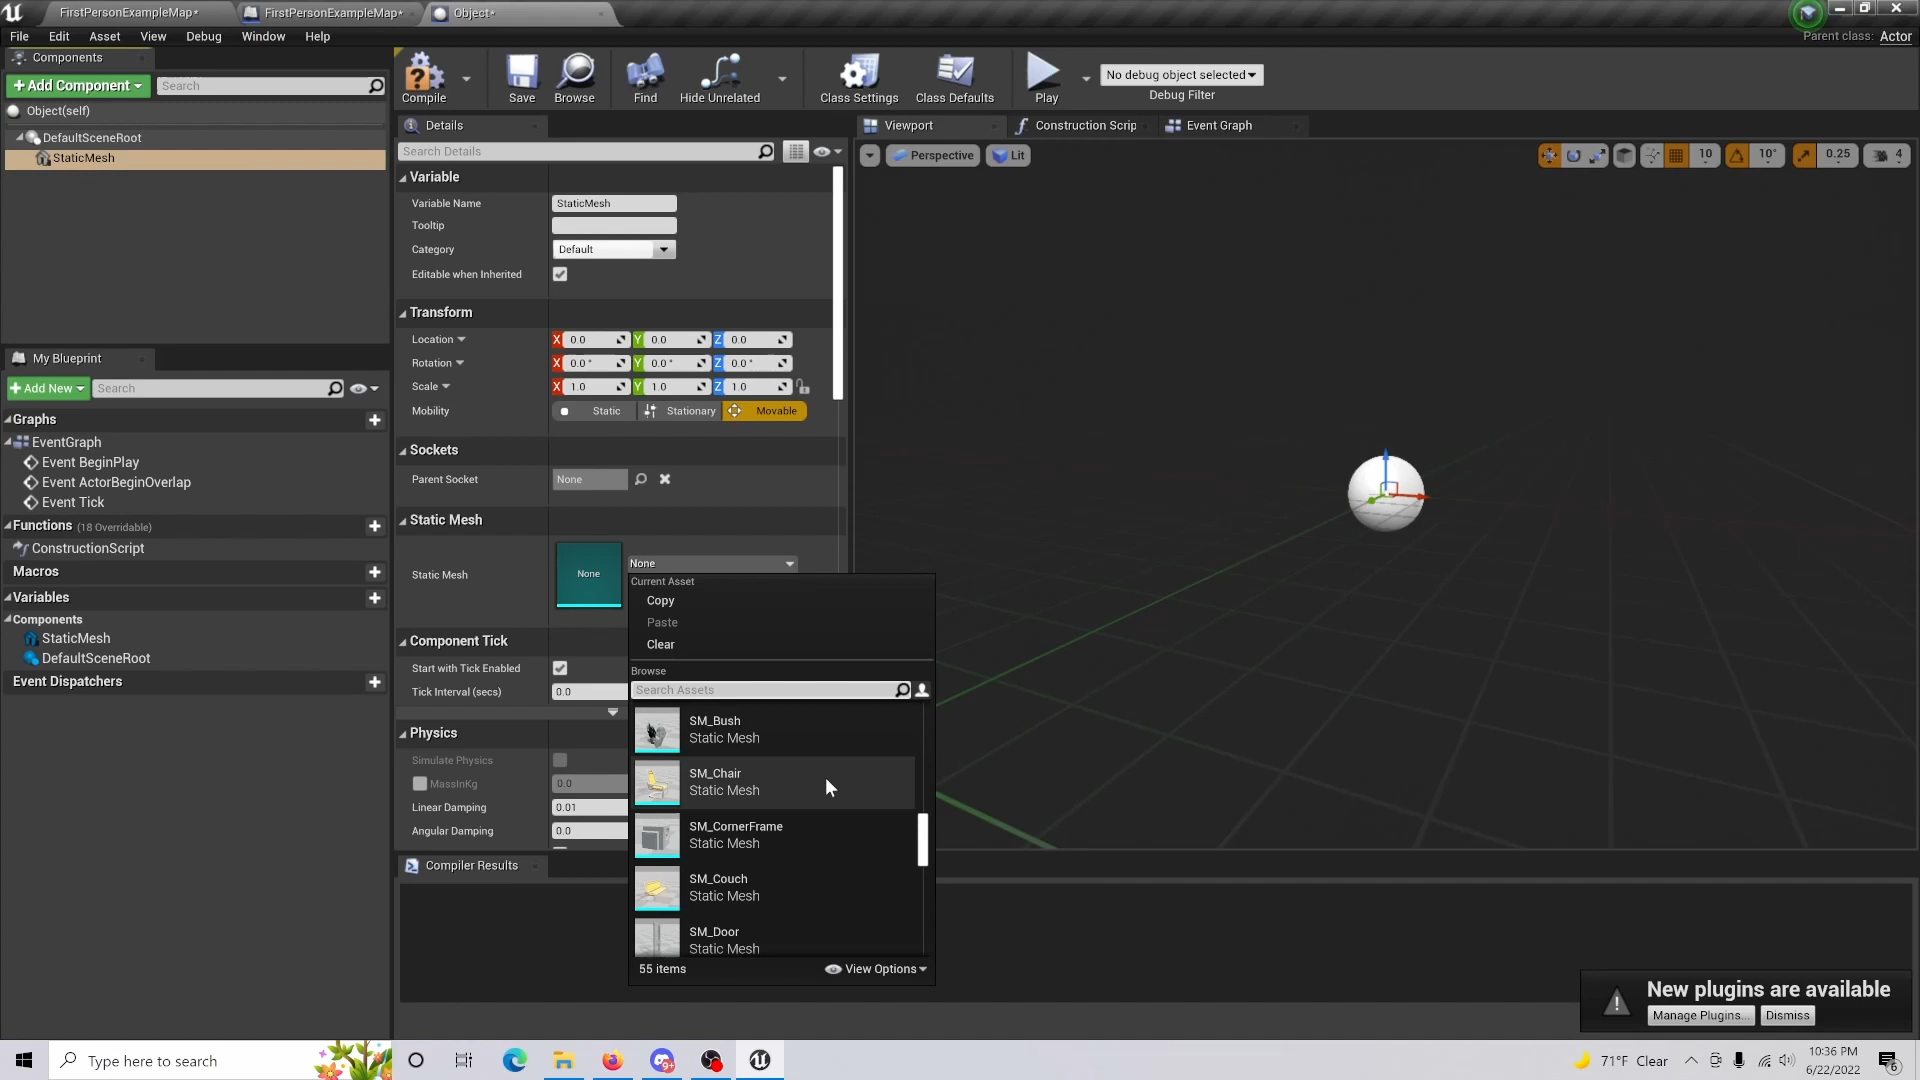 FirstPersonExampleMap*
FirstPersonExampleMap*
Object*
File Edit Asset View Debug Window Help
Parent class: Actor
Components
+Add Component
Search
Object(self)
DefaultSceneRoot
StaticMesh
Compile
Save
Browse
Find
Hide Unrelated
Class Settings
Class Defaults
Play
No debug object selected
Debug Filter
Details
Search Details
Variable
Variable Name StaticMesh
Tooltip
Category Default
Editable when Inherited
Transform
Location X 0.0 Y 0.0 Z 0.0
Rotation X 0.0° Y 0.0° Z 0.0°
Scale X 1.0 Y 1.0 Z 1.0
Mobility Static Stationary Movable
Sockets
Parent Socket None
Static Mesh
Static Mesh None None
Component Tick
Start with Tick Enabled
Tick Interval (secs) 0.0
Physics
Simulate Physics
MassInKg 0.0
Linear Damping 0.01
Angular Damping 0.0
Current Asset
Copy
Paste
Clear
Browse
Search Assets
SM_Bush
Static Mesh
SM_Chair
Static Mesh
SM_CornerFrame
Static Mesh
SM_Couch
Static Mesh
SM_Door
Static Mesh
55 items
View Options
Viewport
Construction Scrip
Event Graph
Perspective
Lit
10
10°
0.25
4
My Blueprint
+Add New
Search
Graphs
EventGraph
Event BeginPlay
Event ActorBeginOverlap
Event Tick
Functions (18 Overridable)
ConstructionScript
Macros
Variables
Components
StaticMesh
DefaultSceneRoot
Event Dispatchers
Compiler Results
New plugins are available
Manage Plugins...
Dismiss
Type here to search
9+
71°F Clear
10:36 PM
6/22/2022
6